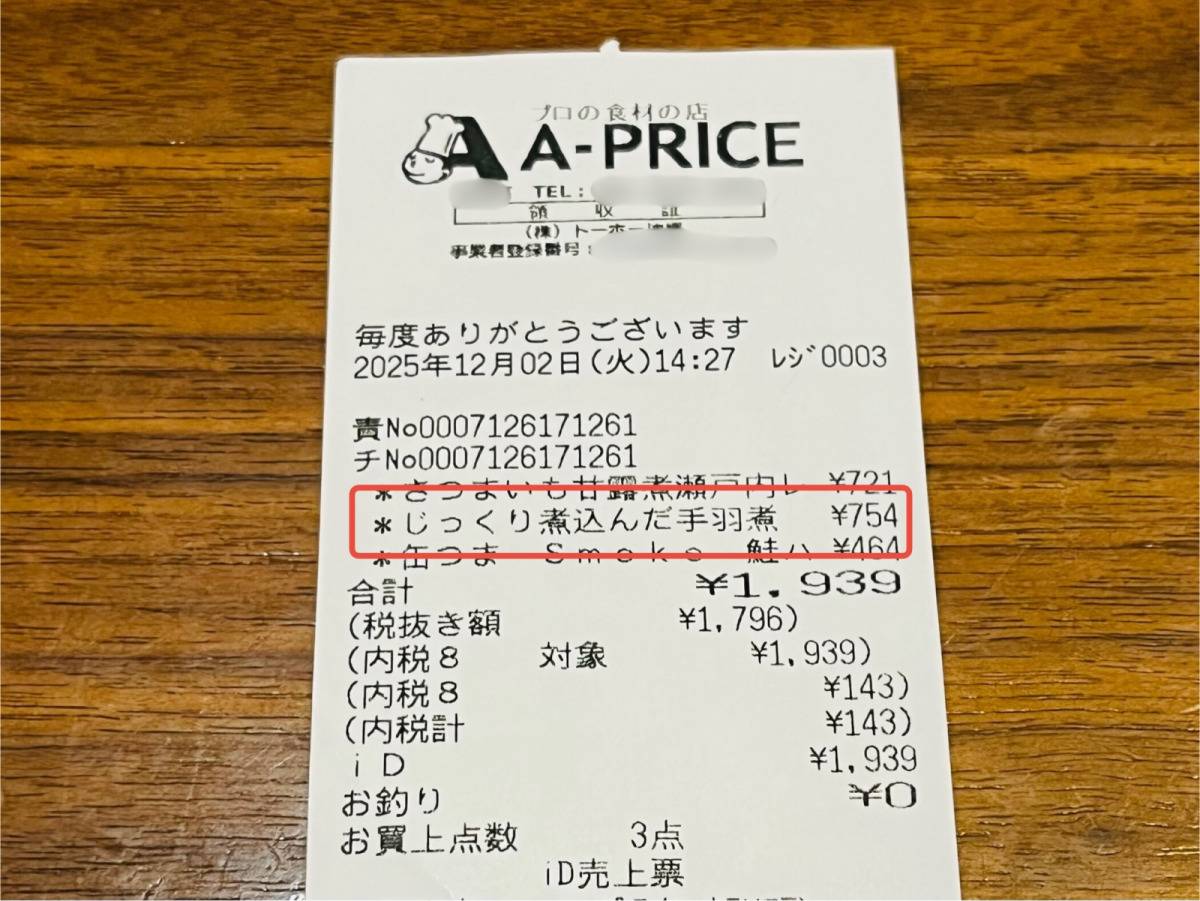 プロの食材の店
A A-PRICE
TEL:
領 収 証
(株)トーホー
事業者登録番号:
毎度ありがとうございます
2025年12月02日(火)14:27 レジ0003
責No0007126171261
チNo0007126171261
*さつまいも甘露煮瀬戸内レ ¥721
*じっくり煮込んだ手羽煮 ¥754
*缶つま Smoke 鮭ハ ¥464
合計 ¥1,939
(税抜き額 ¥1,796)
(内税8 対象 ¥1,939)
(内税8 ¥143)
(内税計 ¥143)
iD ¥1,939
お釣り ¥0
お買上点数 3点
iD売上票